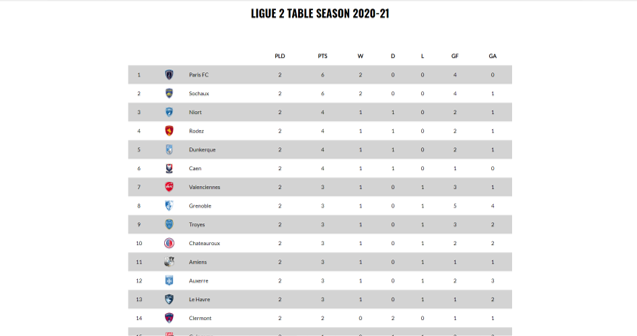 LIGUE 2 TABLE SEASON 2020-21
PLD PTS W D L GF GA
1 Paris FC 2 6 2 0 0 4 0
2 Sochaux 2 6 2 0 0 4 1
3 Niort 2 4 1 1 0 2 1
4 Rodez 2 4 1 1 0 2 1
5 Dunkerque 2 4 1 1 0 2 1
6 Caen 2 4 1 1 0 1 0
7 Valenciennes 2 3 1 0 1 3 1
8 Grenoble 2 3 1 0 1 5 4
9 Troyes 2 3 1 0 1 3 2
10 Chateauroux 2 3 1 0 1 2 2
11 Amiens 2 3 1 0 1 1 1
12 Auxerre 2 3 1 0 1 2 3
13 Le Havre 2 3 1 0 1 1 2
14 Clermont 2 2 0 2 0 1 1